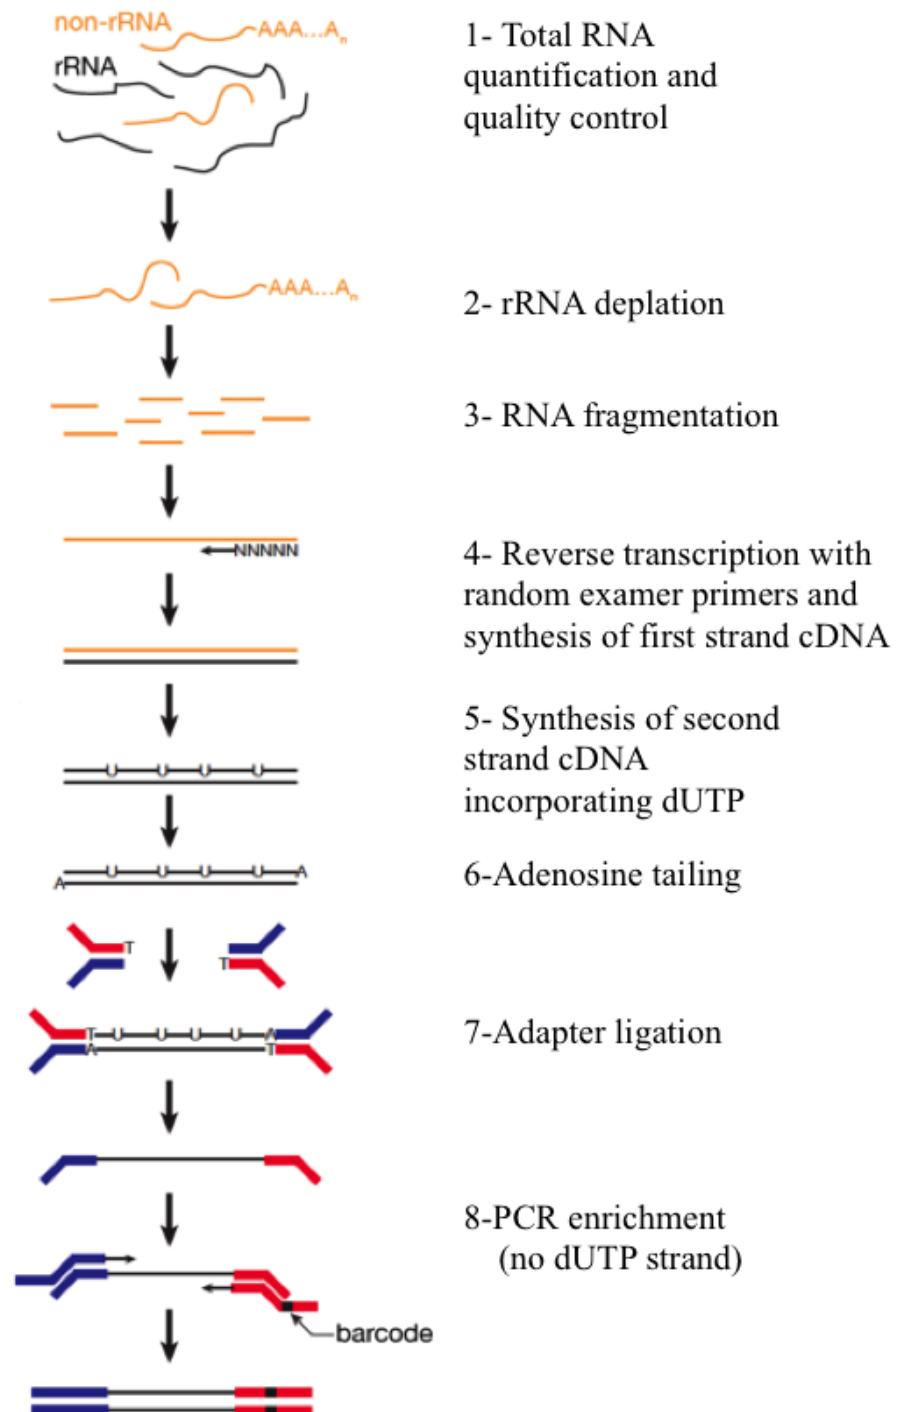 non-rRNA
AAA...An
rRNA
1- Total RNA
quantification and
quality control
AAA...An
2- rRNA deplation
3- RNA fragmentation
NNNNN
4- Reverse transcription with
random examer primers and
synthesis of first strand cDNA
5- Synthesis of second
strand cDNA
incorporating dUTP
U U U U
A U U U U A
6-Adenosine tailing
T T
T U U U U A
A T
7-Adapter ligation
8-PCR enrichment
(no dUTP strand)
barcode